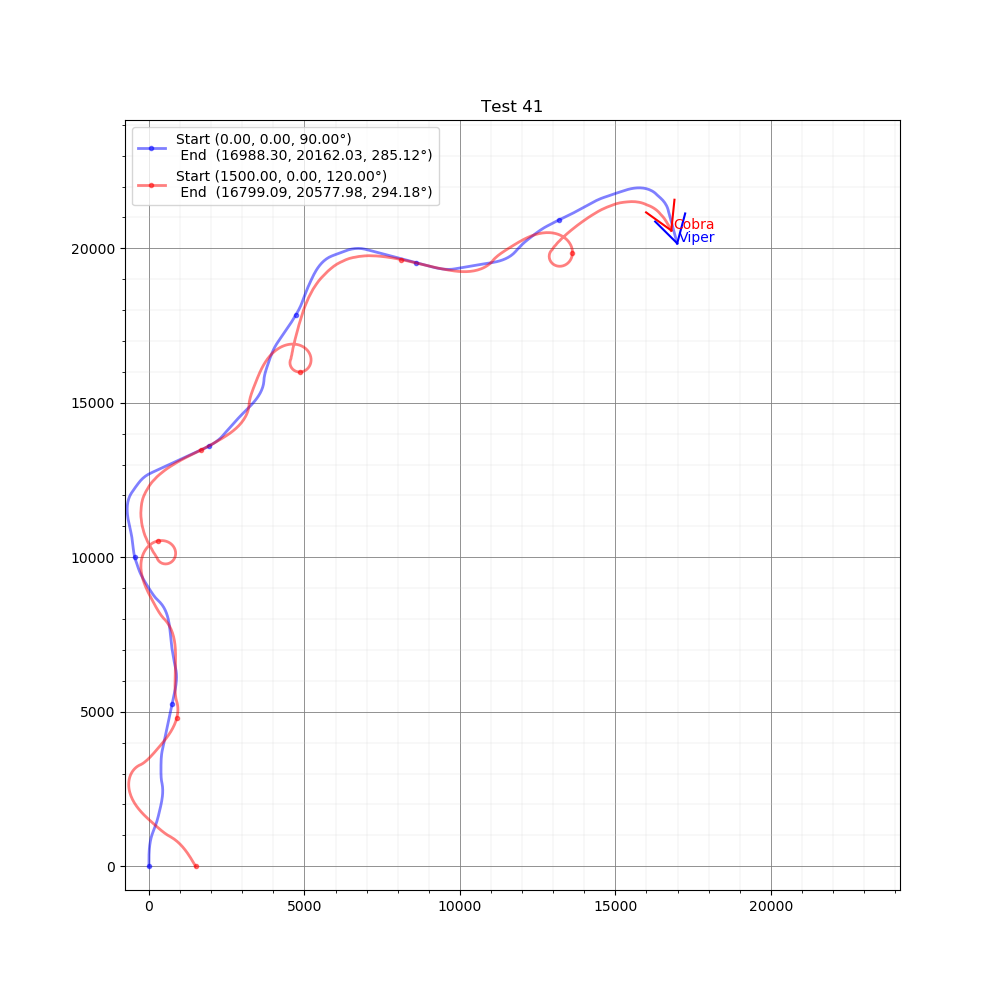 Test 41
Start (0.00, 0.00, 90.00°)
End (16988.30, 20162.03, 285.12°)
Start (1500.00, 0.00, 120.00°)
End (16799.09, 20577.98, 294.18°)
Cobra
Viper
20000
15000
10000
5000
0
0
5000
10000
15000
20000